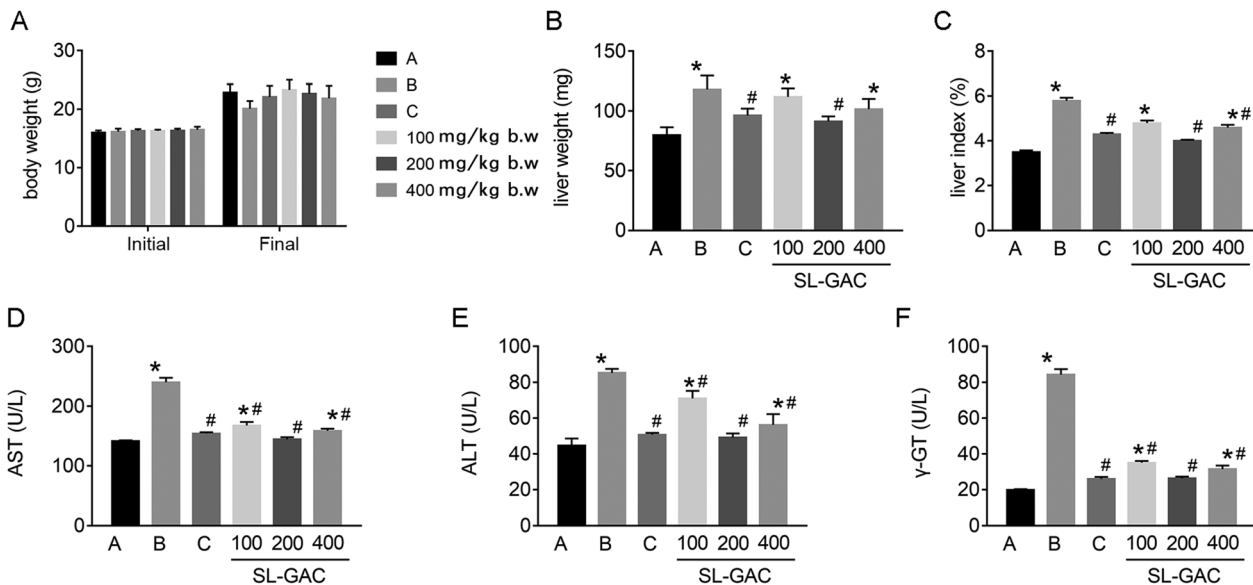 A
body weight (g)
30
20
10
0
Initial Final
A
B
C
100 mg/kg b.w
200 mg/kg b.w
400 mg/kg b.w
B
liver weight (mg)
150
100
50
0
* # * # *
A B C 100 200 400
SL-GAC
C
liver index (%)
8
6
4
2
0
* # * # *#
A B C 100 200 400
SL-GAC
D
AST (U/L)
300
200
100
0
* # *# # *#
A B C 100 200 400
SL-GAC
E
ALT (U/L)
100
80
60
40
20
0
* # *# # *#
A B C 100 200 400
SL-GAC
F
γ-GT (U/L)
100
80
60
40
20
0
* # *# # *#
A B C 100 200 400
SL-GAC